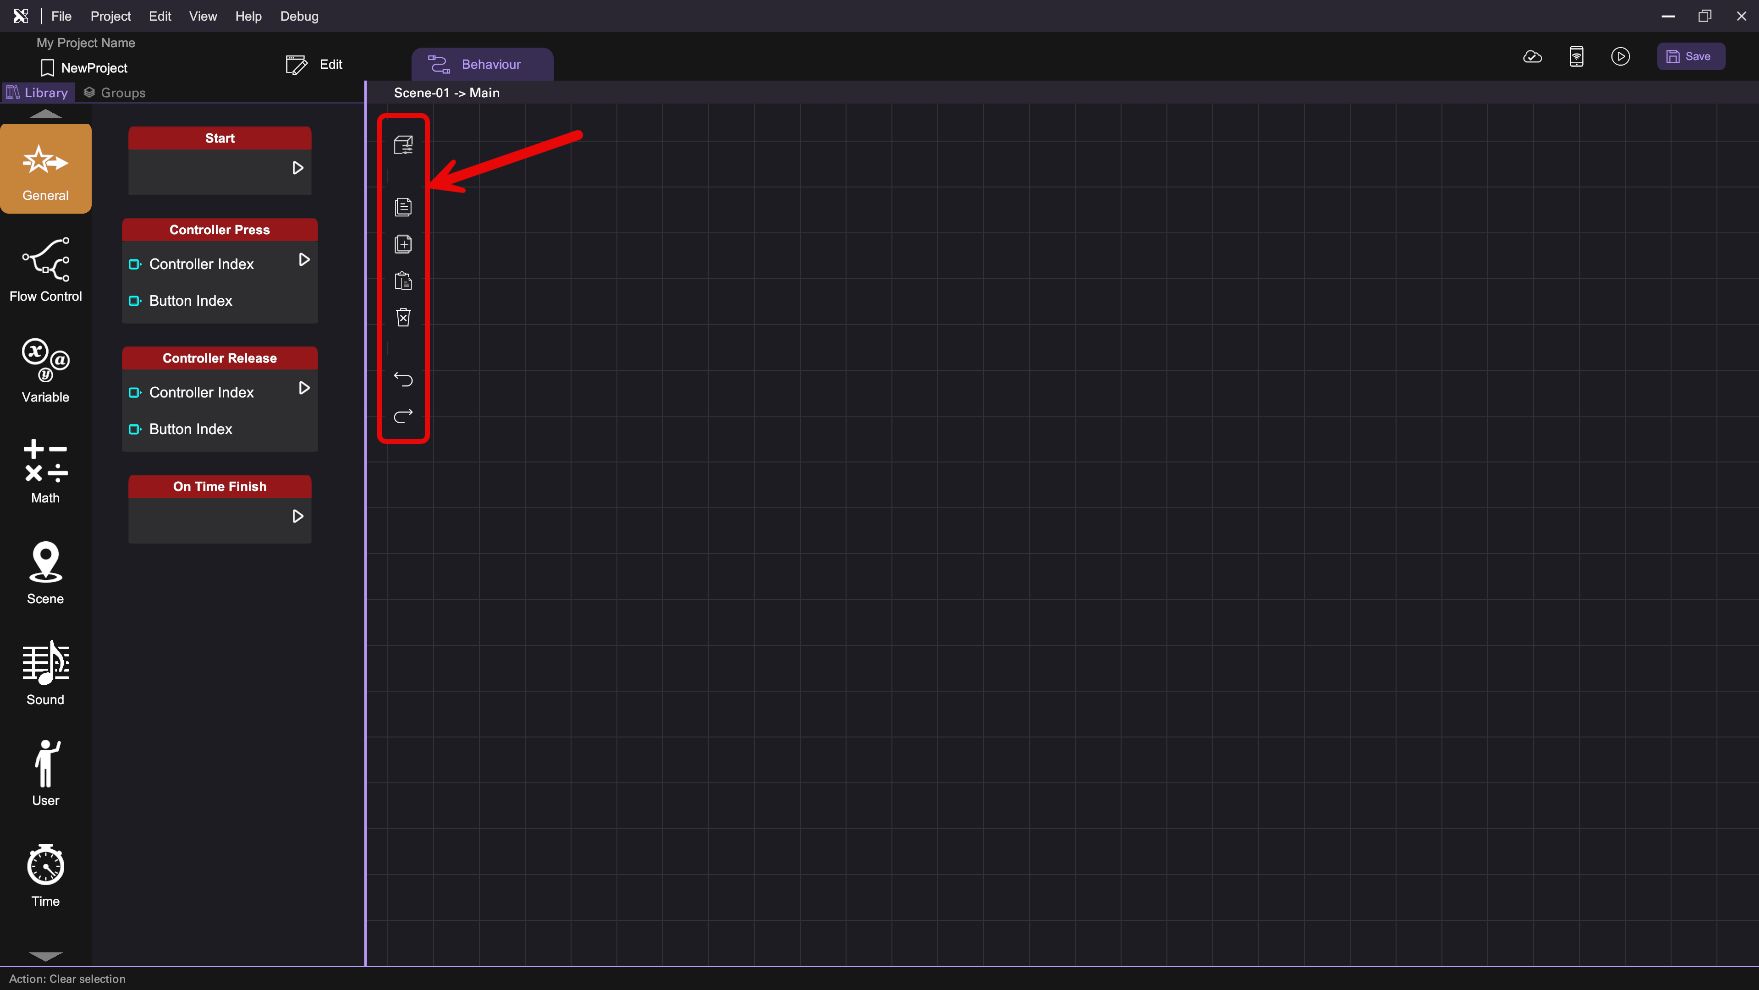 File Project Edit View Help Debug
My Project Name
NewProject
Edit
Behaviour
Save
Library Groups
Scene-01 -> Main
General
Flow Control
Variable
Math
Scene
Sound
User
Time
Start
Controller Press
Controller Index
Button Index
Controller Release
Controller Index
Button Index
On Time Finish
Action: Clear selection